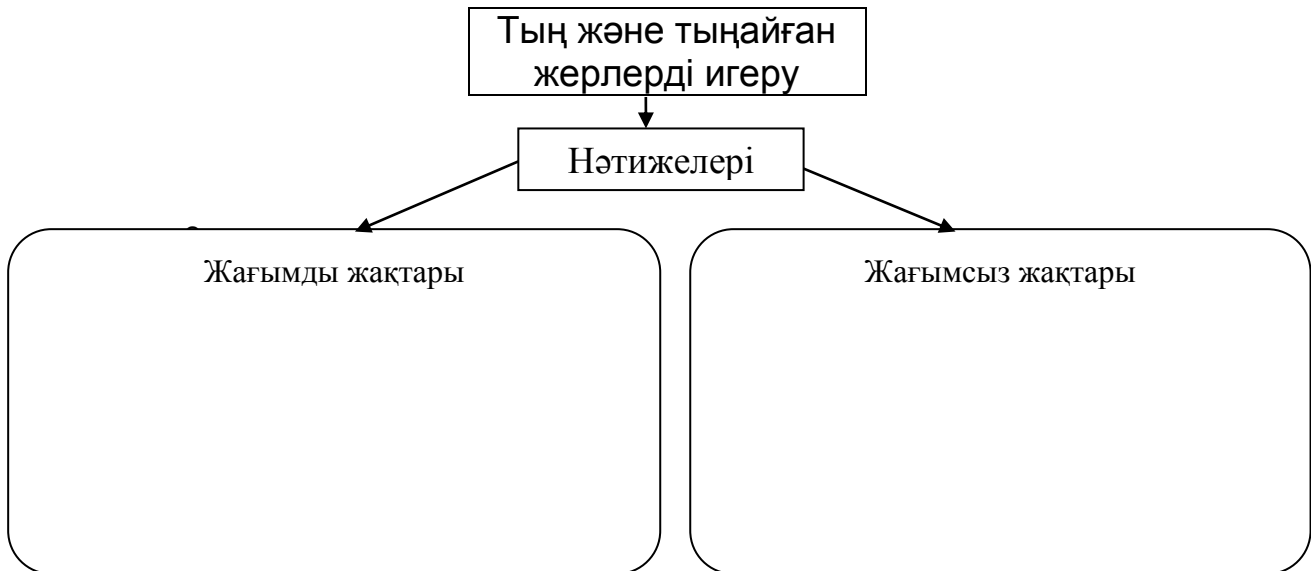 Тың және тыңайған
жерлерді игеру
Нәтижелері
Жағымды жақтары
Жағымсыз жақтары